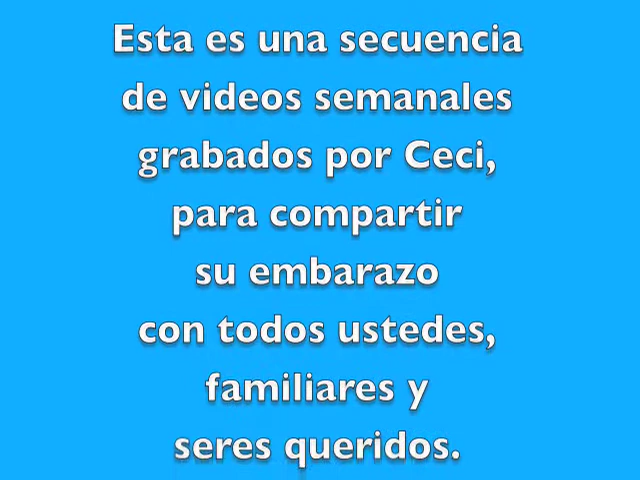 Esta es una secuencia
de videos semanales
grabados por Ceci,
para compartir
su embarazo
con todos ustedes,
familiares y
seres queridos.